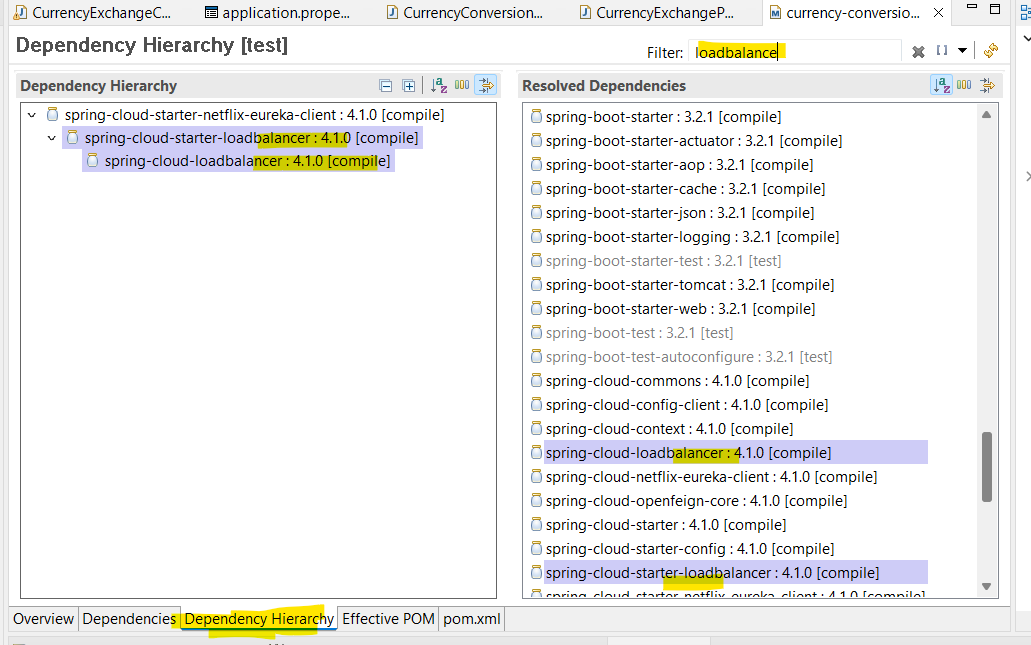 CurrencyExchangeC...
application.prope...
CurrencyConversion...
CurrencyExchangeP...
currency-conversio...
Dependency Hierarchy [test]
Filter: loadbalance
Dependency Hierarchy
spring-cloud-starter-netflix-eureka-client : 4.1.0 [compile]
spring-cloud-starter-loadbalancer : 4.1.0 [compile]
spring-cloud-loadbalancer : 4.1.0 [compile]
Resolved Dependencies
spring-boot-starter : 3.2.1 [compile]
spring-boot-starter-actuator : 3.2.1 [compile]
spring-boot-starter-aop : 3.2.1 [compile]
spring-boot-starter-cache : 3.2.1 [compile]
spring-boot-starter-json : 3.2.1 [compile]
spring-boot-starter-logging : 3.2.1 [compile]
spring-boot-starter-test : 3.2.1 [test]
spring-boot-starter-tomcat : 3.2.1 [compile]
spring-boot-starter-web : 3.2.1 [compile]
spring-boot-test : 3.2.1 [test]
spring-boot-test-autoconfigure : 3.2.1 [test]
spring-cloud-commons : 4.1.0 [compile]
spring-cloud-config-client : 4.1.0 [compile]
spring-cloud-context : 4.1.0 [compile]
spring-cloud-loadbalancer : 4.1.0 [compile]
spring-cloud-netflix-eureka-client : 4.1.0 [compile]
spring-cloud-openfeign-core : 4.1.0 [compile]
spring-cloud-starter : 4.1.0 [compile]
spring-cloud-starter-config : 4.1.0 [compile]
spring-cloud-starter-loadbalancer : 4.1.0 [compile]
spring-cloud-starter-netflix-eureka-client : 4.1.0 [compile]
Overview
Dependencies
Dependency Hierarchy
Effective POM
pom.xml